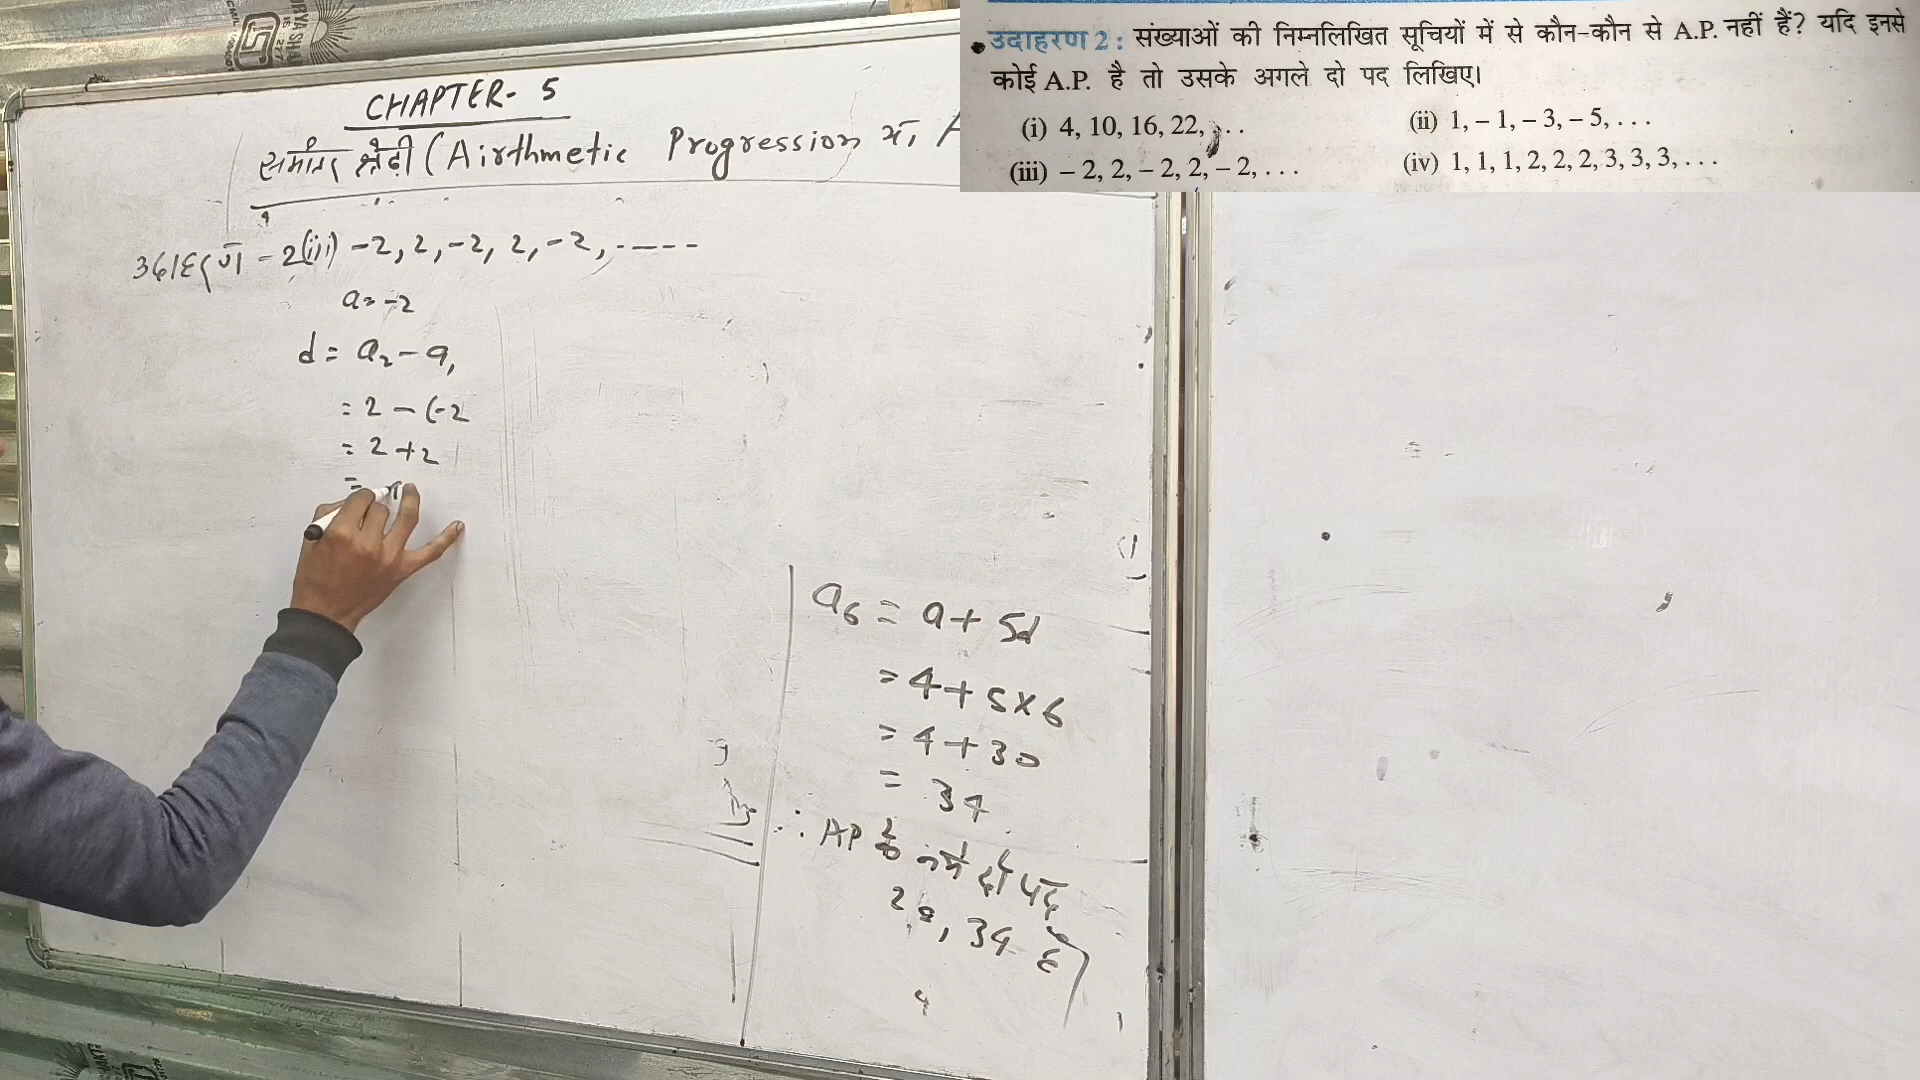 उदाहरण 2 : संख्याओं की निम्नलिखित सूचियों में से कौन-कौन से A.P. नहीं हैं? यदि इनसे
कोई A.P. है तो उसके अगले दो पद लिखिए।
(i) 4, 10, 16, 22, . . .
(ii) 1, – 1, – 3, – 5, . . .
(iii) – 2, 2, – 2, 2, – 2, . . .
(iv) 1, 1, 1, 2, 2, 2, 3, 3, 3, . . .
CHAPTER- 5
समांतर श्रेढ़ी (Airthmetic Progression या, A
उदाहरण - 2(iii) -2, 2, -2, 2, -2, -----
a = -2
d = a₂ - a₁
= 2 - (-2
= 2 + 2
=
a₆ = a + 5d
= 4 + 5 × 6
= 4 + 30
= 34
∴ AP के दो पद
34 है